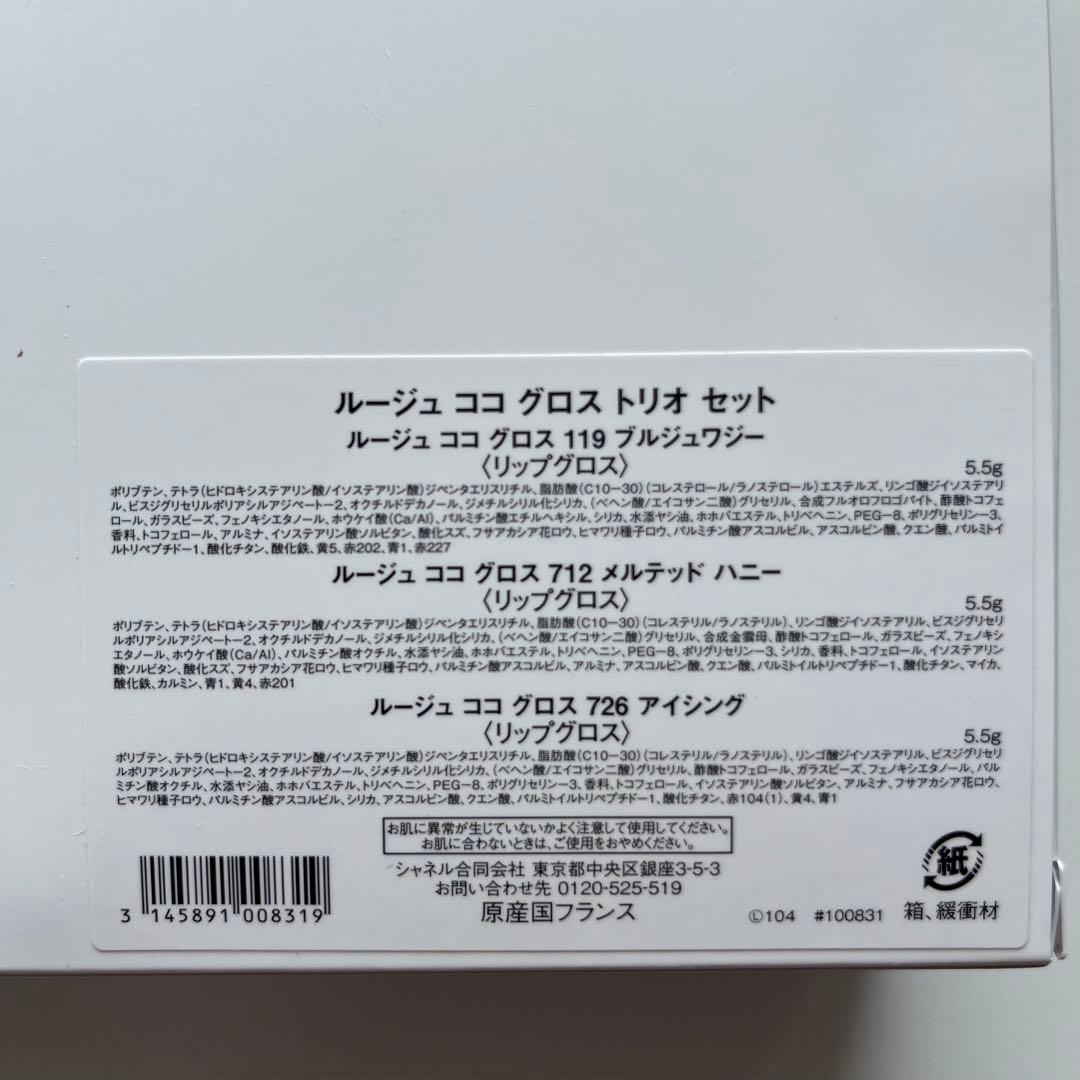 ルージュ ココ グロス トリオ セット
ルージュ ココ グロス 119 ブルジュワジー
〈リップグロス〉 5.5g
ポリブテン、テトラ(ヒドロキシステアリン酸/イソステアリン酸)ジペンタエリスリチル、脂肪酸(C10-30)(コレステロール/ラノステロール)エステルズ、リンゴ酸ジイソステアリ
ル、ビスジグリセリルポリアシルアジペート-2、オクチルドデカノール、ジメチルシリル化シリカ、(ベヘン酸/エイコサン二酸)グリセリル、合成フルオロフロゴパイト、酢酸トコフェ
ロール、ガラスビーズ、フェノキシエタノール、ホウケイ酸(Ca/Al)、パルミチン酸エチルヘキシル、シリカ、水添ヤシ油、ホホバエステル、トリベヘニン、PEG-8、ポリグリセリン-3、
香料、トコフェロール、アルミナ、イソステアリン酸ソルビタン、酸化スズ、フサアカシア花ロウ、ヒマワリ種子ロウ、パルミチン酸アスコルビル、アスコルビン酸、クエン酸、パルミトイ
ルトリペプチド-1、酸化チタン、酸化鉄、黄5、赤202、青1、赤227
ルージュ ココ グロス 712 メルテッド ハニー
〈リップグロス〉 5.5g
ポリブテン、テトラ(ヒドロキシステアリン酸/イソステアリン酸)ジペンタエリスリチル、脂肪酸(C10-30)(コレステリル/ラノステリル)、リンゴ酸ジイソステアリル、ビスジグリセリ
ルポリアシルアジペート-2、オクチルドデカノール、ジメチルシリル化シリカ、(ベヘン酸/エイコサン二酸)グリセリル、合成金雲母、酢酸トコフェロール、ガラスビーズ、フェノキシ
エタノール、ホウケイ酸(Ca/Al)、パルミチン酸オクチル、水添ヤシ油、ホホバエステル、トリベヘニン、PEG-8、ポリグリセリン-3、シリカ、香料、トコフェロール、イソステアリン
酸ソルビタン、酸化スズ、フサアカシア花ロウ、ヒマワリ種子ロウ、パルミチン酸アスコルビル、アルミナ、アスコルビン酸、クエン酸、パルミトイルトリペプチド-1、酸化チタン、マイカ、
酸化鉄、カルミン、青1、黄4、赤201
ルージュ ココ グロス 726 アイシング
〈リップグロス〉 5.5g
ポリブテン、テトラ(ヒドロキシステアリン酸/イソステアリン酸)ジペンタエリスリチル、脂肪酸(C10-30)(コレステリル/ラノステリル)、リンゴ酸ジイソステアリル、ビスジグリセリ
ルポリアシルアジペート-2、オクチルドデカノール、ジメチルシリル化シリカ、(ベヘン酸/エイコサン二酸)グリセリル、酢酸トコフェロール、ガラスビーズ、フェノキシエタノール、パル
ミチン酸オクチル、水添ヤシ油、ホホバエステル、トリベヘニン、PEG-8、ポリグリセリン-3、香料、トコフェロール、イソステアリン酸ソルビタン、アルミナ、フサアカシア花ロウ、
ヒマワリ種子ロウ、パルミチン酸アスコルビル、シリカ、アスコルビン酸、クエン酸、パルミトイルトリペプチド-1、酸化チタン、赤104(1)、黄4、青1
お肌に異常が生じていないかよく注意して使用してください。
お肌に合わないときは、ご使用をおやめください。
シャネル合同会社 東京都中央区銀座3-5-3
お問い合わせ先 0120-525-519
原産国フランス
3 145891 008319
Ⓛ104 #100831
紙
箱、緩衝材